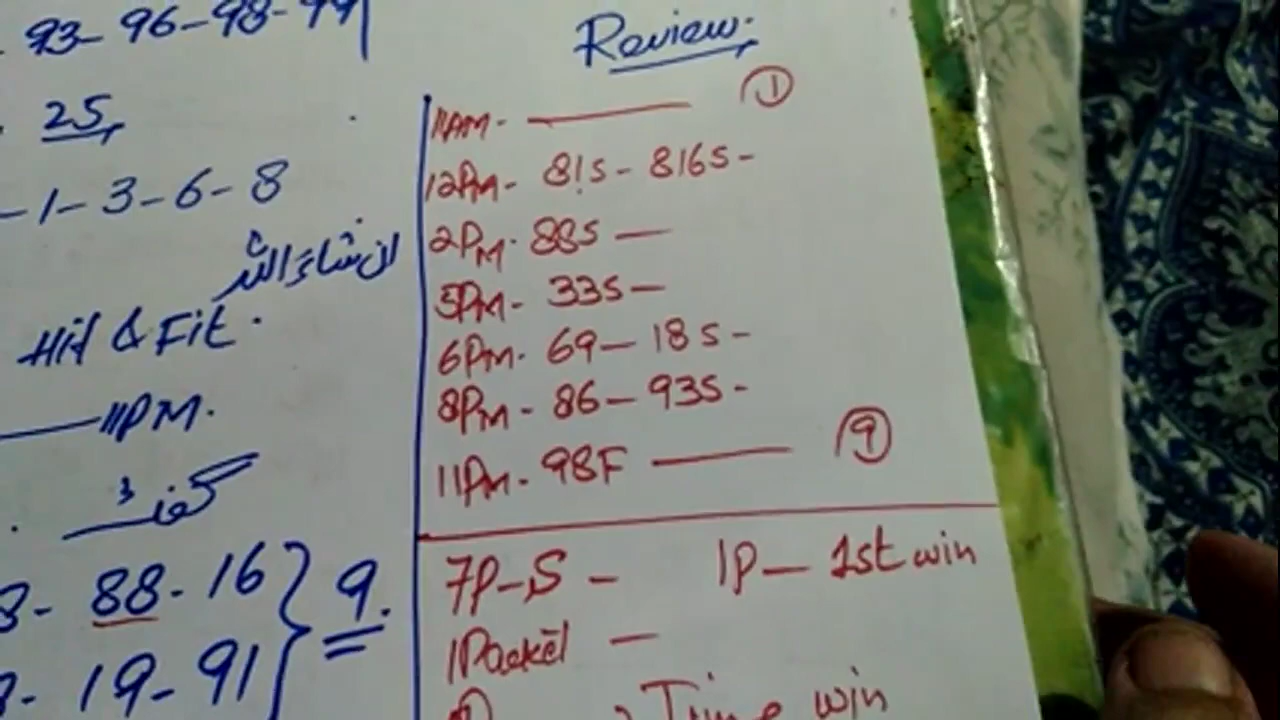 93-96-98-99
25,
-1-3-6-8
ان شاءَ اللّٰہ
Hit & Fit.
11PM.
88-16
9.
19-91
Review.
11AM. — ①
12PM- 81S- 816S-
2PM. 88S —
5PM- 33S-
6PM. 69- 18S-
8PM- 86- 93S-
11PM- 98F — ⑨
7P-S - 1P- 1st win
1Packet -
Time win